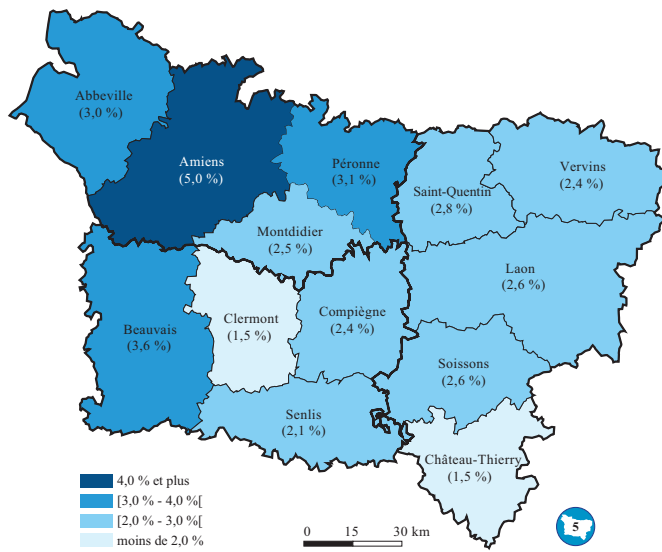 Abbeville
(3,0 %)
Amiens
(5,0 %)
Péronne
(3,1 %)
Saint-Quentin
(2,8 %)
Vervins
(2,4 %)
Montdidier
(2,5 %)
Laon
(2,6 %)
Beauvais
(3,6 %)
Clermont
(1,5 %)
Compiègne
(2,4 %)
Soissons
(2,6 %)
Senlis
(2,1 %)
Château-Thierry
(1,5 %)
4,0 % et plus
[3,0 % - 4,0 %[
[2,0 % - 3,0 %[
moins de 2,0 %
0 15 30 km
5